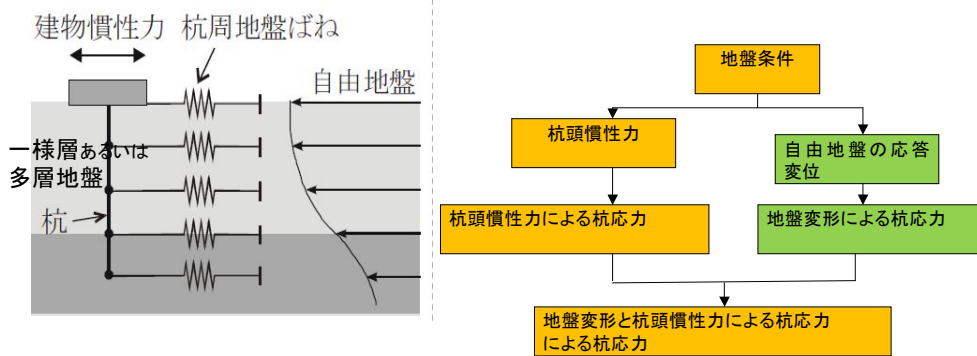 建物慣性力
杭周地盤ばね
自由地盤
一様層あるいは
多層地盤
杭
地盤条件
杭頭慣性力
自由地盤の応答
変位
杭頭慣性力による杭応力
地盤変形による杭応力
地盤変形と杭頭慣性力による杭応力
による杭応力